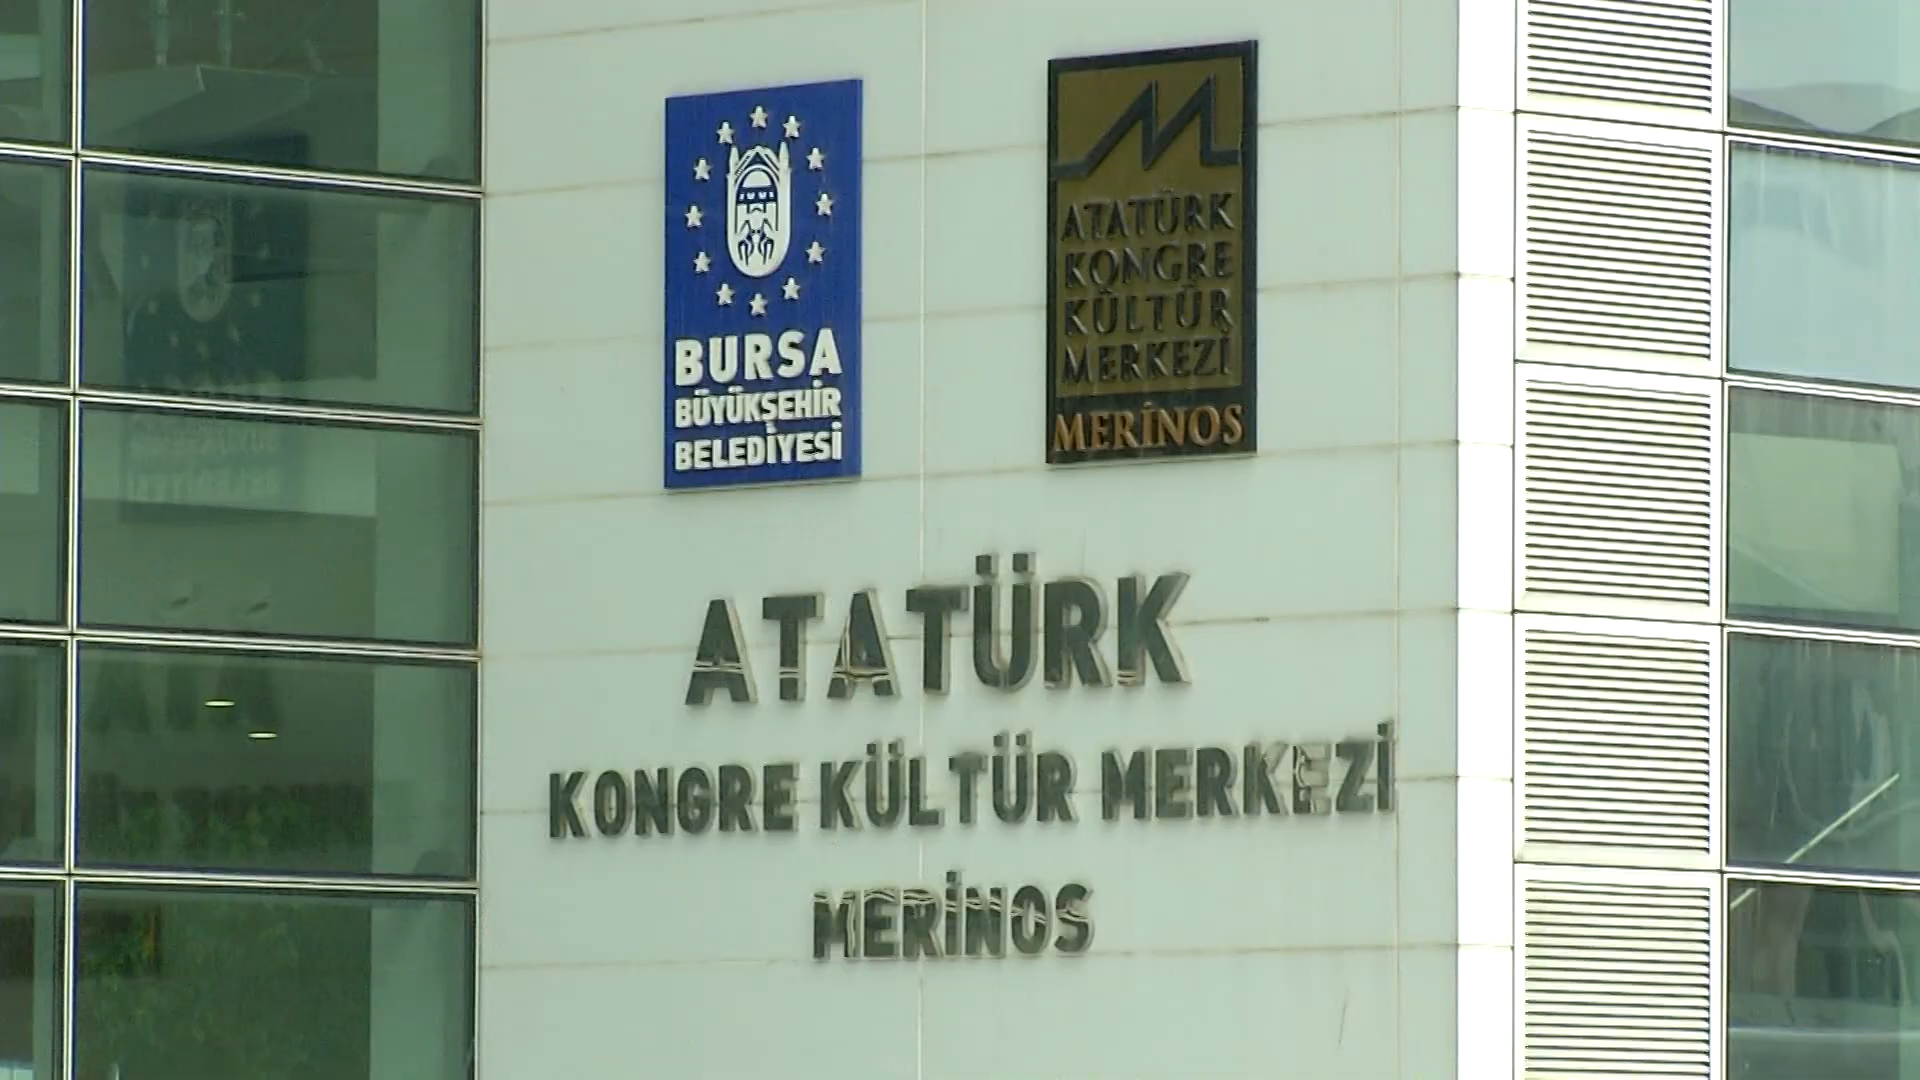 BURSA
BÜYÜKŞEHİR
BELEDİYESİ
ATATÜRK
KONGRE
KÜLTÜR
MERKEZİ
MERİNOS
ATATÜRK
KONGRE KÜLTÜR MERKEZİ
MERİNOS